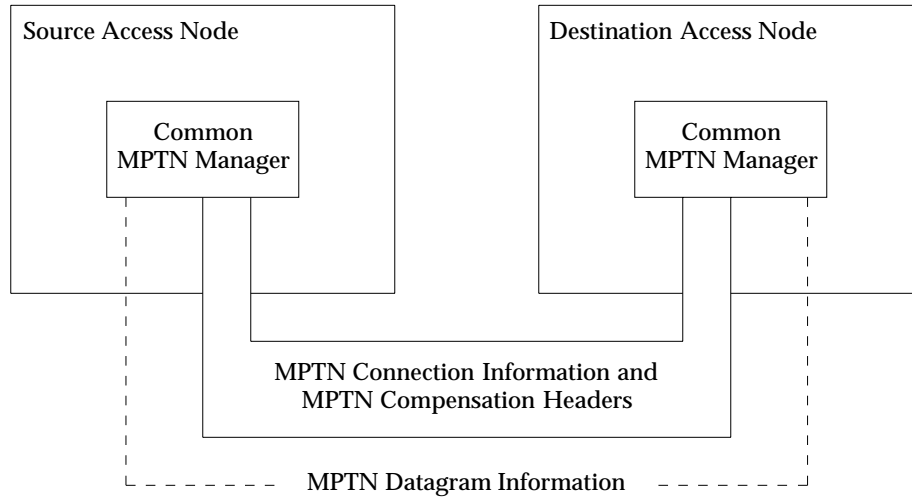 Source Access Node
Destination Access Node
Common
MPTN Manager
Common
MPTN Manager
MPTN Connection Information and
MPTN Compensation Headers
MPTN Datagram Information